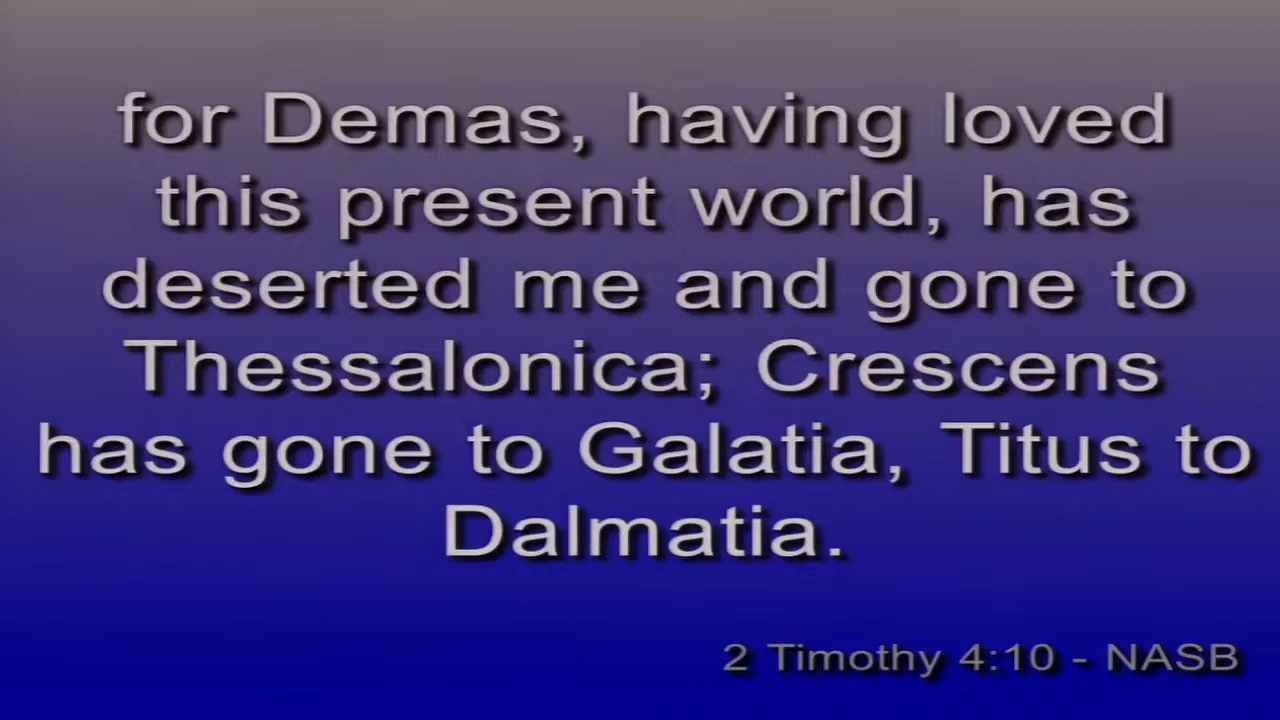 for Demas, having loved
this present world, has
deserted me and gone to
Thessalonica; Crescens
has gone to Galatia, Titus to
Dalmatia.
2 Timothy 4:10 - NASB